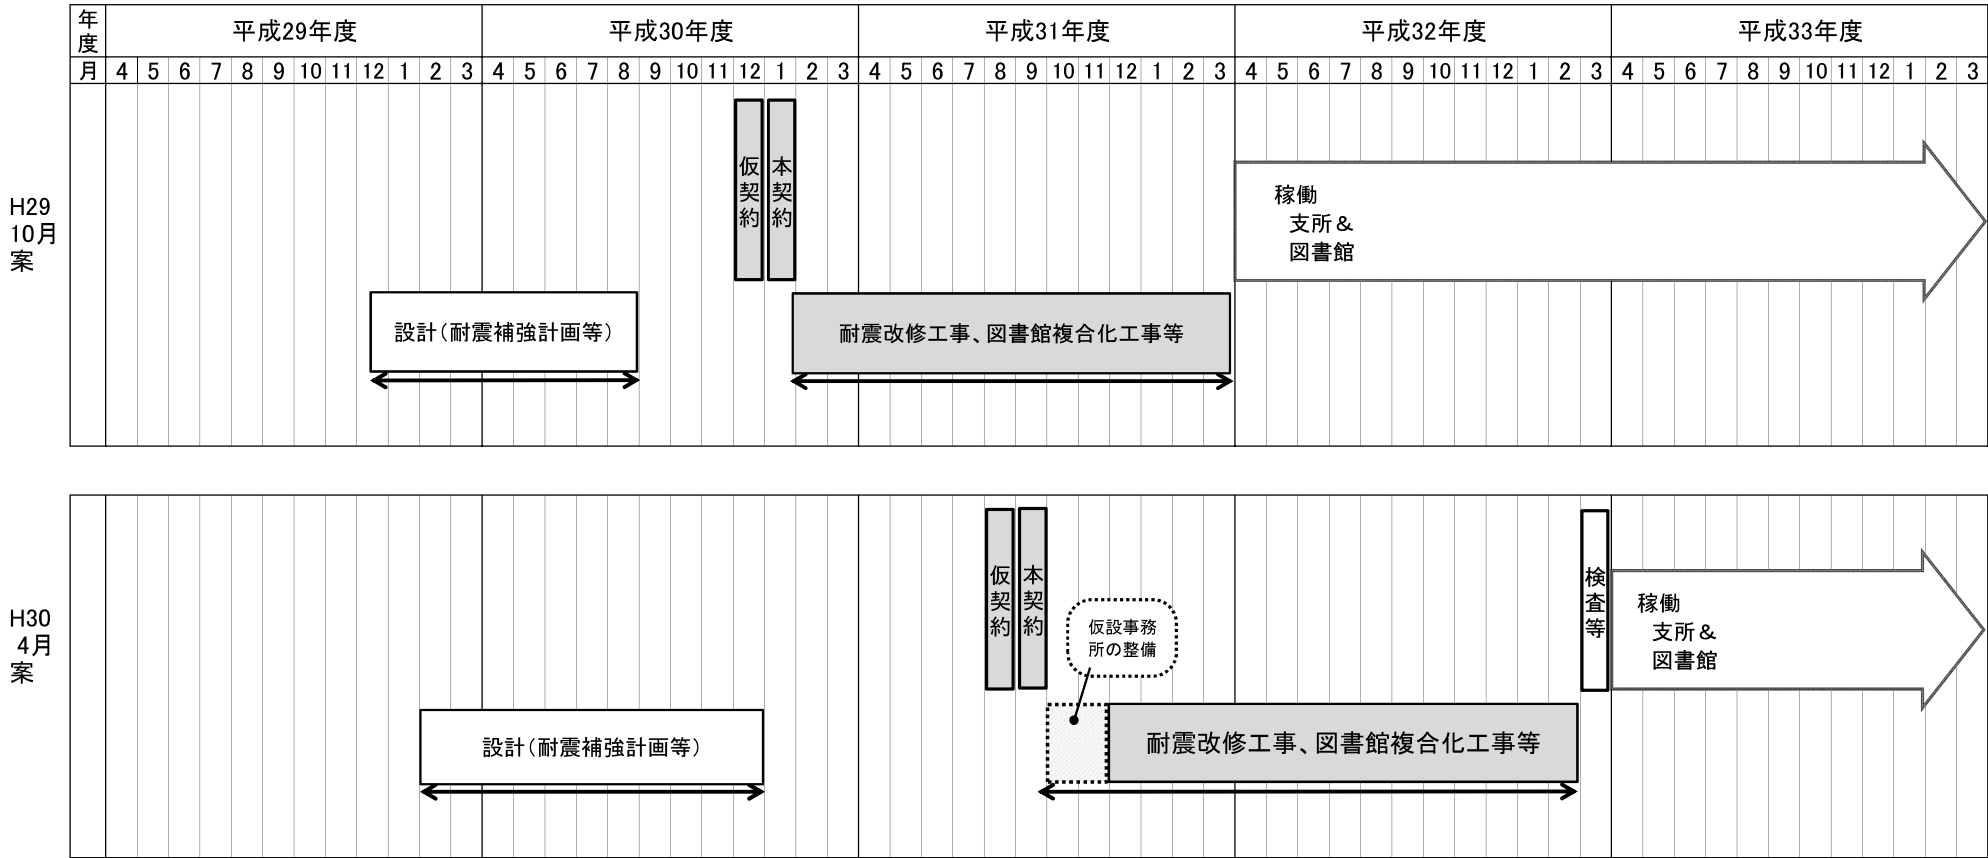 年度 平成29年度 平成30年度 平成31年度 平成32年度 平成33年度
月 4 5 6 7 8 9 10 11 12 1 2 3 4 5 6 7 8 9 10 11 12 1 2 3 4 5 6 7 8 9 10 11 12 1 2 3 4 5 6 7 8 9 10 11 12 1 2 3 4 5 6 7 8 9 10 11 12 1 2 3
H29
10月
案
仮契約
本契約
稼働
支所＆
図書館
設計（耐震補強計画等）
耐震改修工事、図書館複合化工事等
H30
4月
案
仮契約
本契約
仮設事務
所の整備
検査等
稼働
支所＆
図書館
設計（耐震補強計画等）
耐震改修工事、図書館複合化工事等